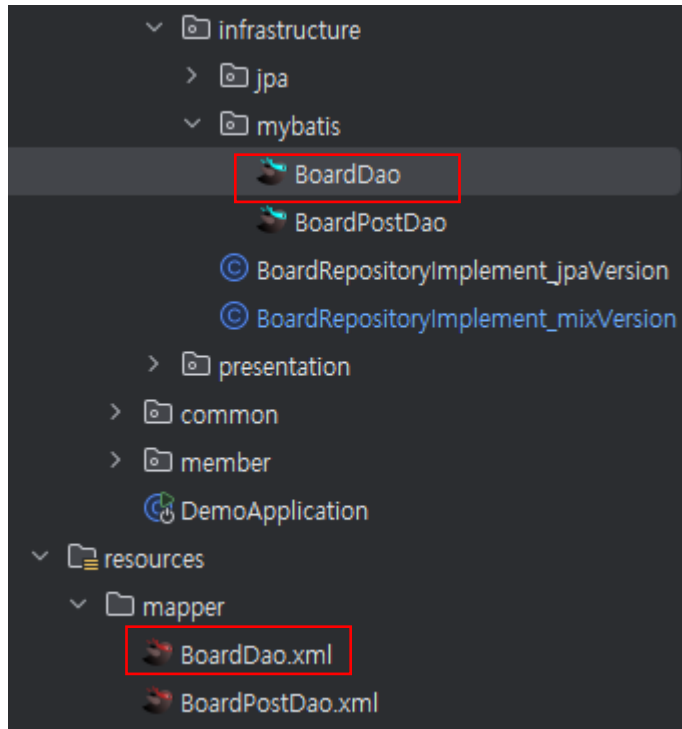 infrastructure
jpa
mybatis
BoardDao
BoardPostDao
BoardRepositoryImplement_jpaVersion
BoardRepositoryImplement_mixVersion
presentation
common
member
DemoApplication
resources
mapper
BoardDao.xml
BoardPostDao.xml